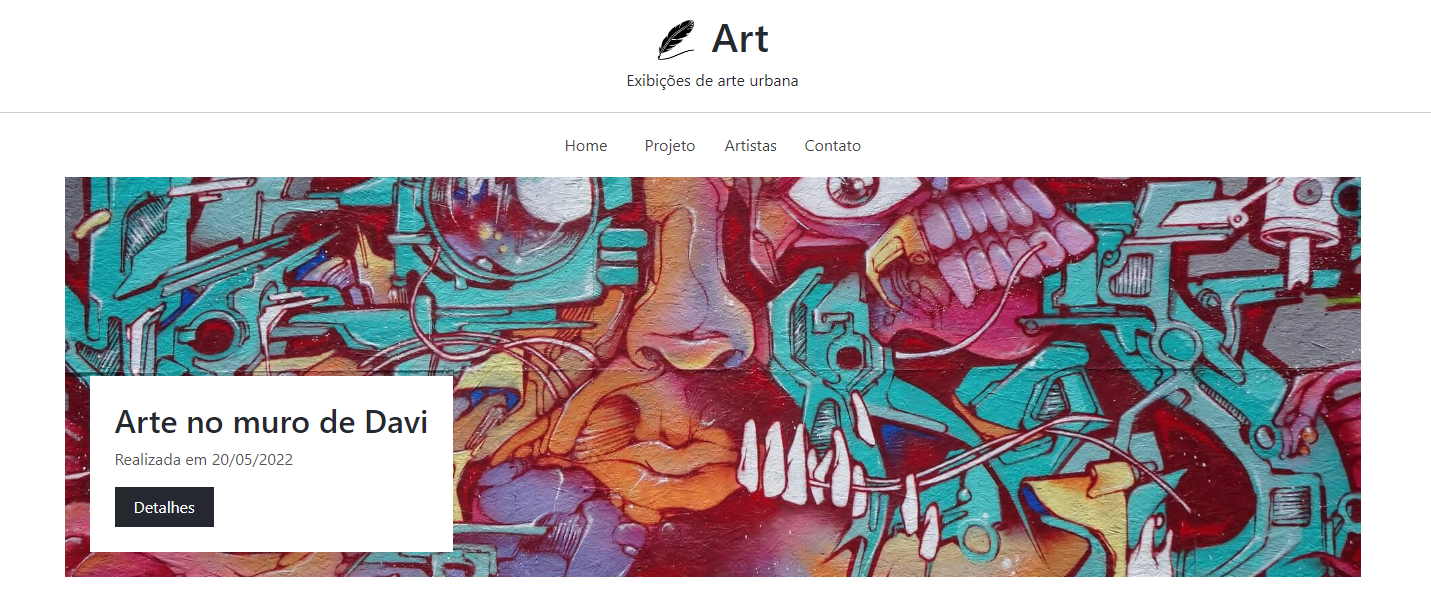 Art
Exibições de arte urbana
Home Projeto Artistas Contato
Arte no muro de Davi
Realizada em 20/05/2022
Detalhes